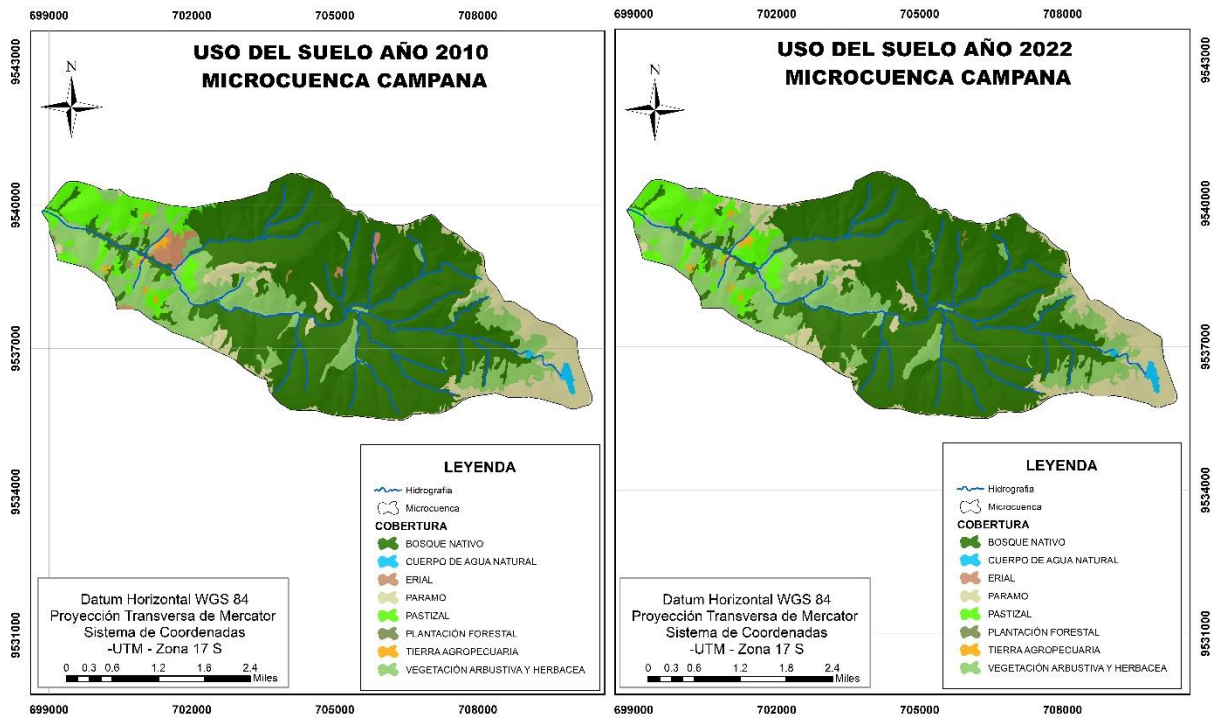 699000 702000 705000 708000
USO DEL SUELO AÑO 2010
MICROCUENCA CAMPANA
N
9543000
9540000
9537000
9534000
9531000
LEYENDA
Hidrografia
Microcuenca
COBERTURA
BOSQUE NATIVO
CUERPO DE AGUA NATURAL
ERIAL
PARAMO
PASTIZAL
PLANTACIÓN FORESTAL
TIERRA AGROPECUARIA
VEGETACIÓN ARBUSTIVA Y HERBACEA
Datum Horizontal WGS 84
Proyección Transversa de Mercator
Sistema de Coordenadas
-UTM - Zona 17 S
0 0.3 0.6 1.2 1.8 2.4
Miles
699000 702000 705000 708000
699000 702000 705000 708000
USO DEL SUELO AÑO 2022
MICROCUENCA CAMPANA
N
9543000
9540000
9537000
9534000
9531000
LEYENDA
Hidrografia
Microcuenca
COBERTURA
BOSQUE NATIVO
CUERPO DE AGUA NATURAL
ERIAL
PARAMO
PASTIZAL
PLANTACIÓN FORESTAL
TIERRA AGROPECUARIA
VEGETACIÓN ARBUSTIVA Y HERBACEA
Datum Horizontal WGS 84
Proyección Transversa de Mercator
Sistema de Coordenadas
-UTM - Zona 17 S
0 0.3 0.6 1.2 1.8 2.4
Miles
699000 702000 705000 708000